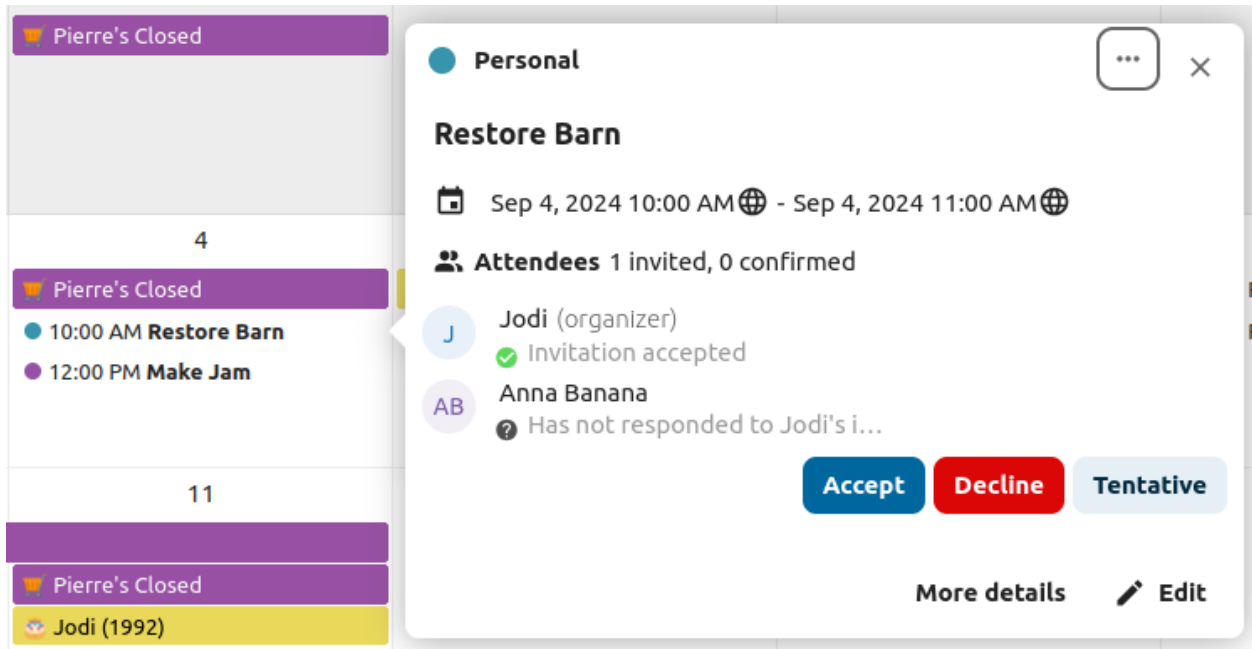 Pierre's Closed
4
Pierre's Closed
10:00 AM Restore Barn
12:00 PM Make Jam
11
Pierre's Closed
Jodi (1992)
Personal
Restore Barn
Sep 4, 2024 10:00 AM - Sep 4, 2024 11:00 AM
Attendees 1 invited, 0 confirmed
J
Jodi (organizer)
Invitation accepted
AB
Anna Banana
Has not responded to Jodi's i...
Accept Decline Tentative
More details Edit